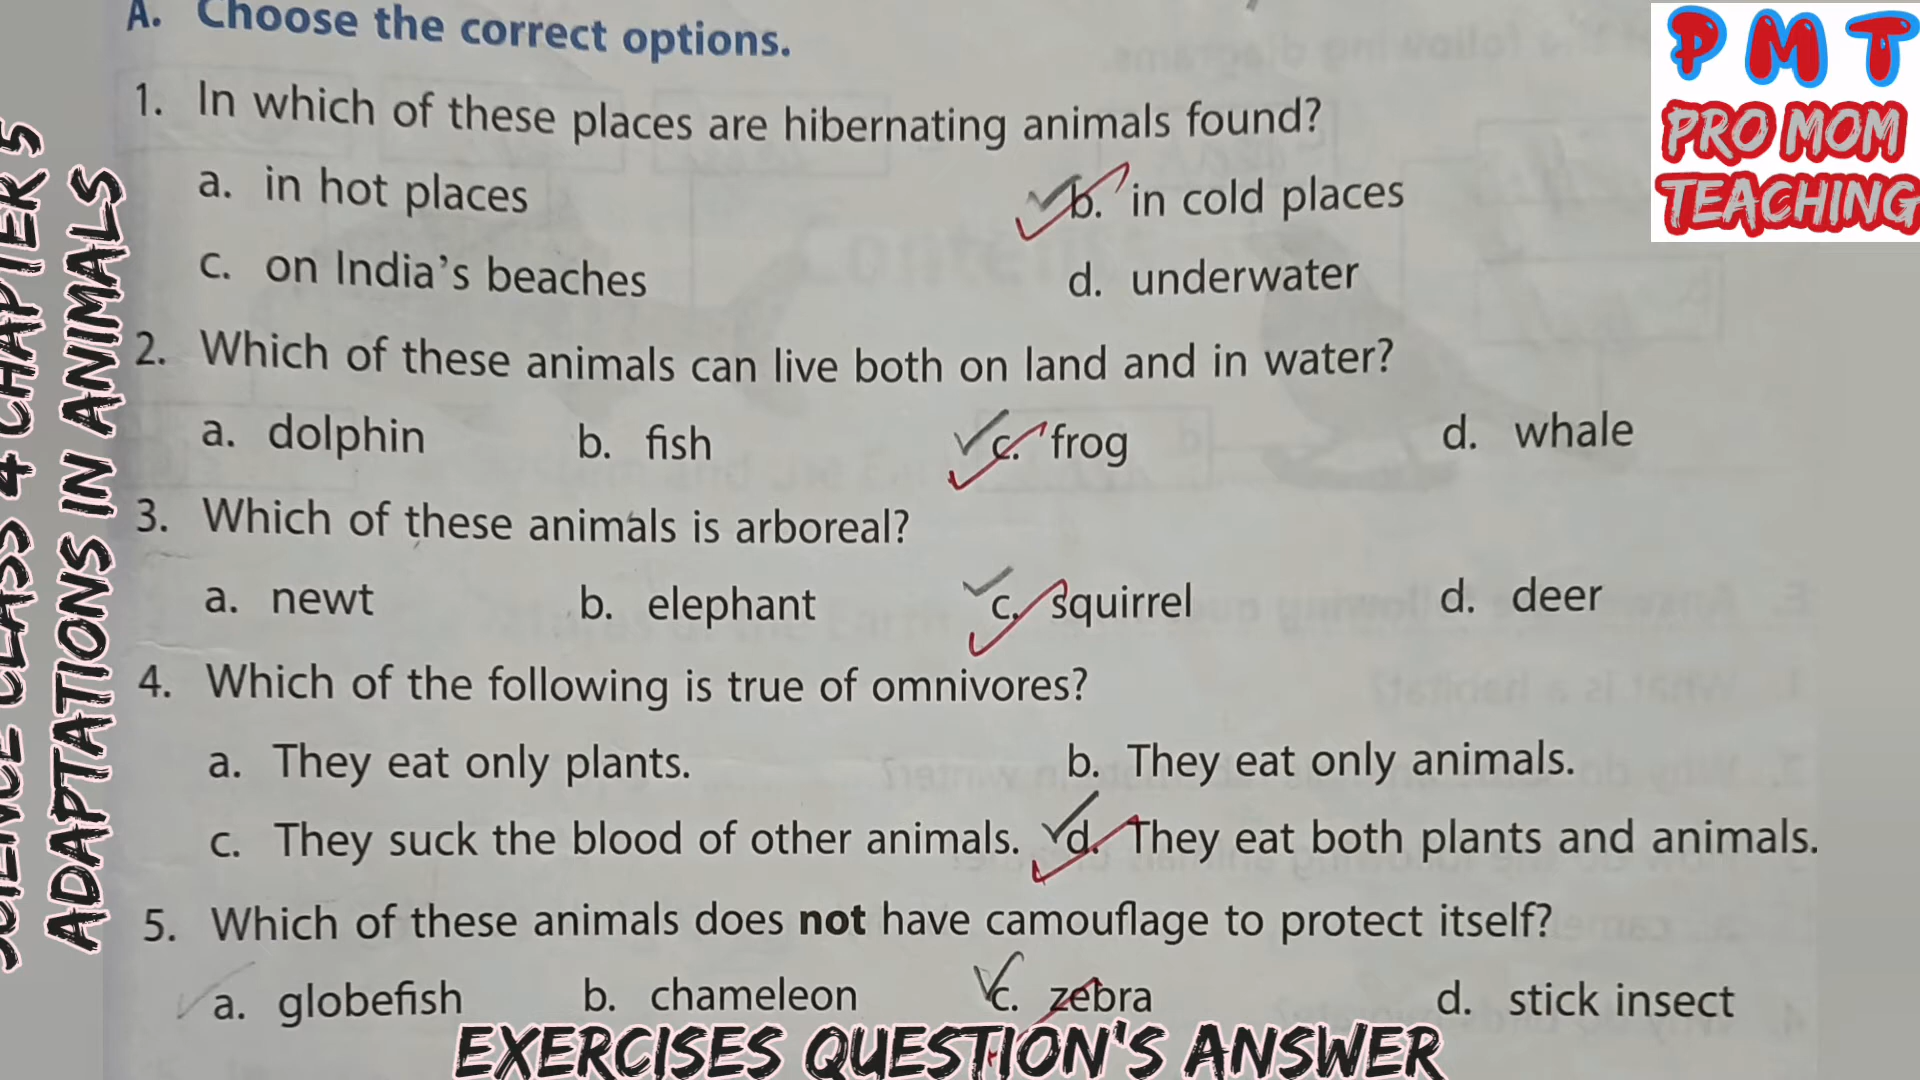 A. Choose the correct options.
1. In which of these places are hibernating animals found?
a. in hot places b. in cold places
c. on India's beaches d. underwater
2. Which of these animals can live both on land and in water?
a. dolphin b. fish c. frog d. whale
3. Which of these animals is arboreal?
a. newt b. elephant c. squirrel d. deer
4. Which of the following is true of omnivores?
a. They eat only plants. b. They eat only animals.
c. They suck the blood of other animals. d. They eat both plants and animals.
5. Which of these animals does not have camouflage to protect itself?
a. globefish b. chameleon c. zebra d. stick insect
EXERCISES QUESTION'S ANSWER
SCIENCE CLASS 4 CHAPTER 5
ADAPTATIONS IN ANIMALS
PMT
PRO MOM
TEACHING